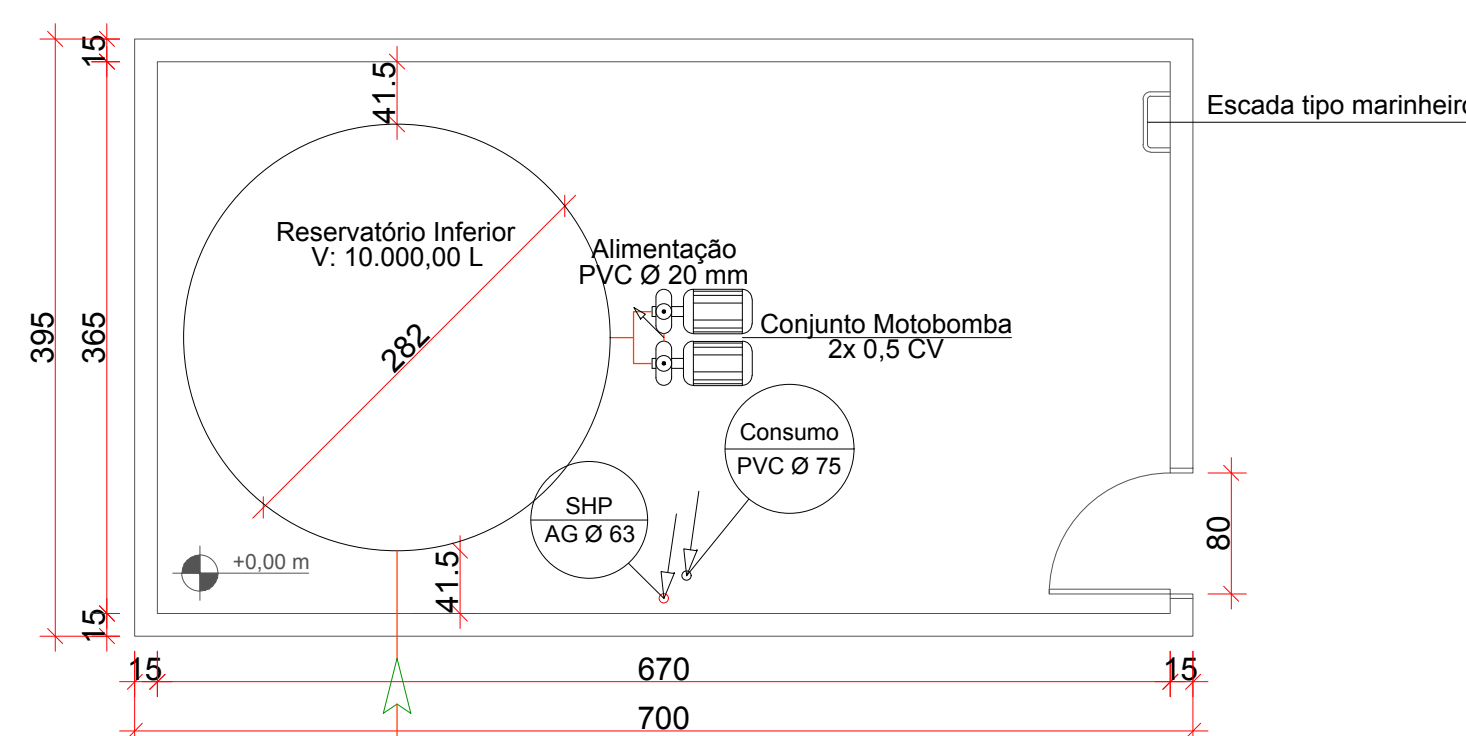 15
41.5
Escada tipo marinheiro
Reservatório Inferior
V: 10.000,00 L
Alimentação
PVC Ø 20 mm
Conjunto Motobomba
2x 0,5 CV
395
365
282
Consumo
PVC Ø 75
SHP
AG Ø 63
80
+0,00 m
41.5
15
15
670
15
700